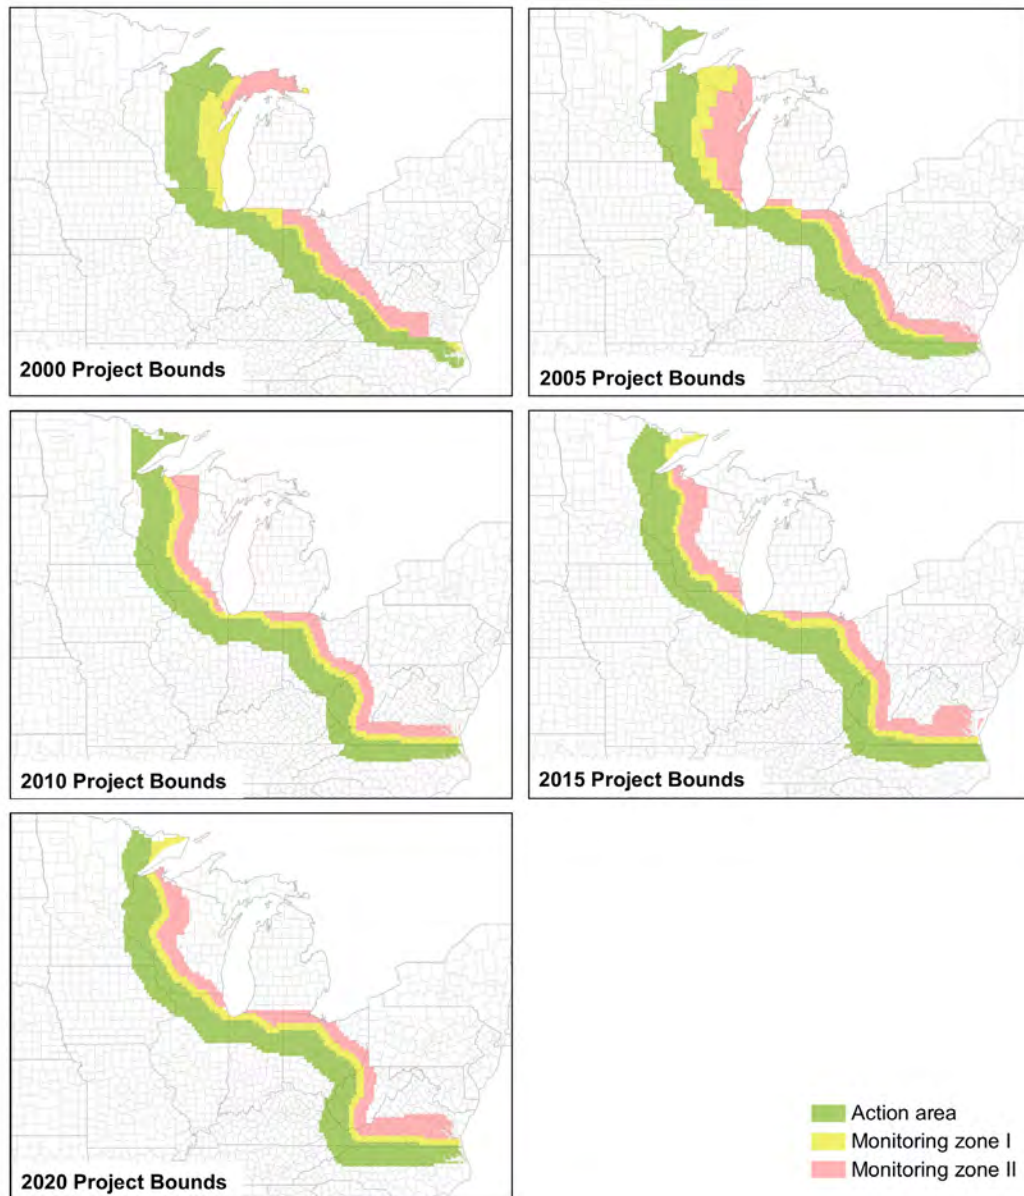 2000 Project Bounds
2005 Project Bounds
2010 Project Bounds
2015 Project Bounds
2020 Project Bounds
Action area
Monitoring zone I
Monitoring zone II